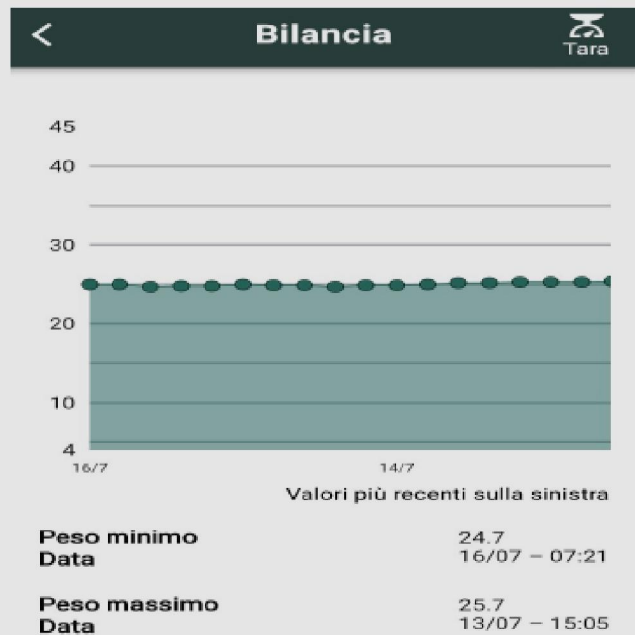 Bilancia
Tara
45
40
30
20
10
4
16/7 14/7
Valori più recenti sulla sinistra
Peso minimo 24.7
Data 16/07 – 07:21
Peso massimo 25.7
Data 13/07 – 15:05